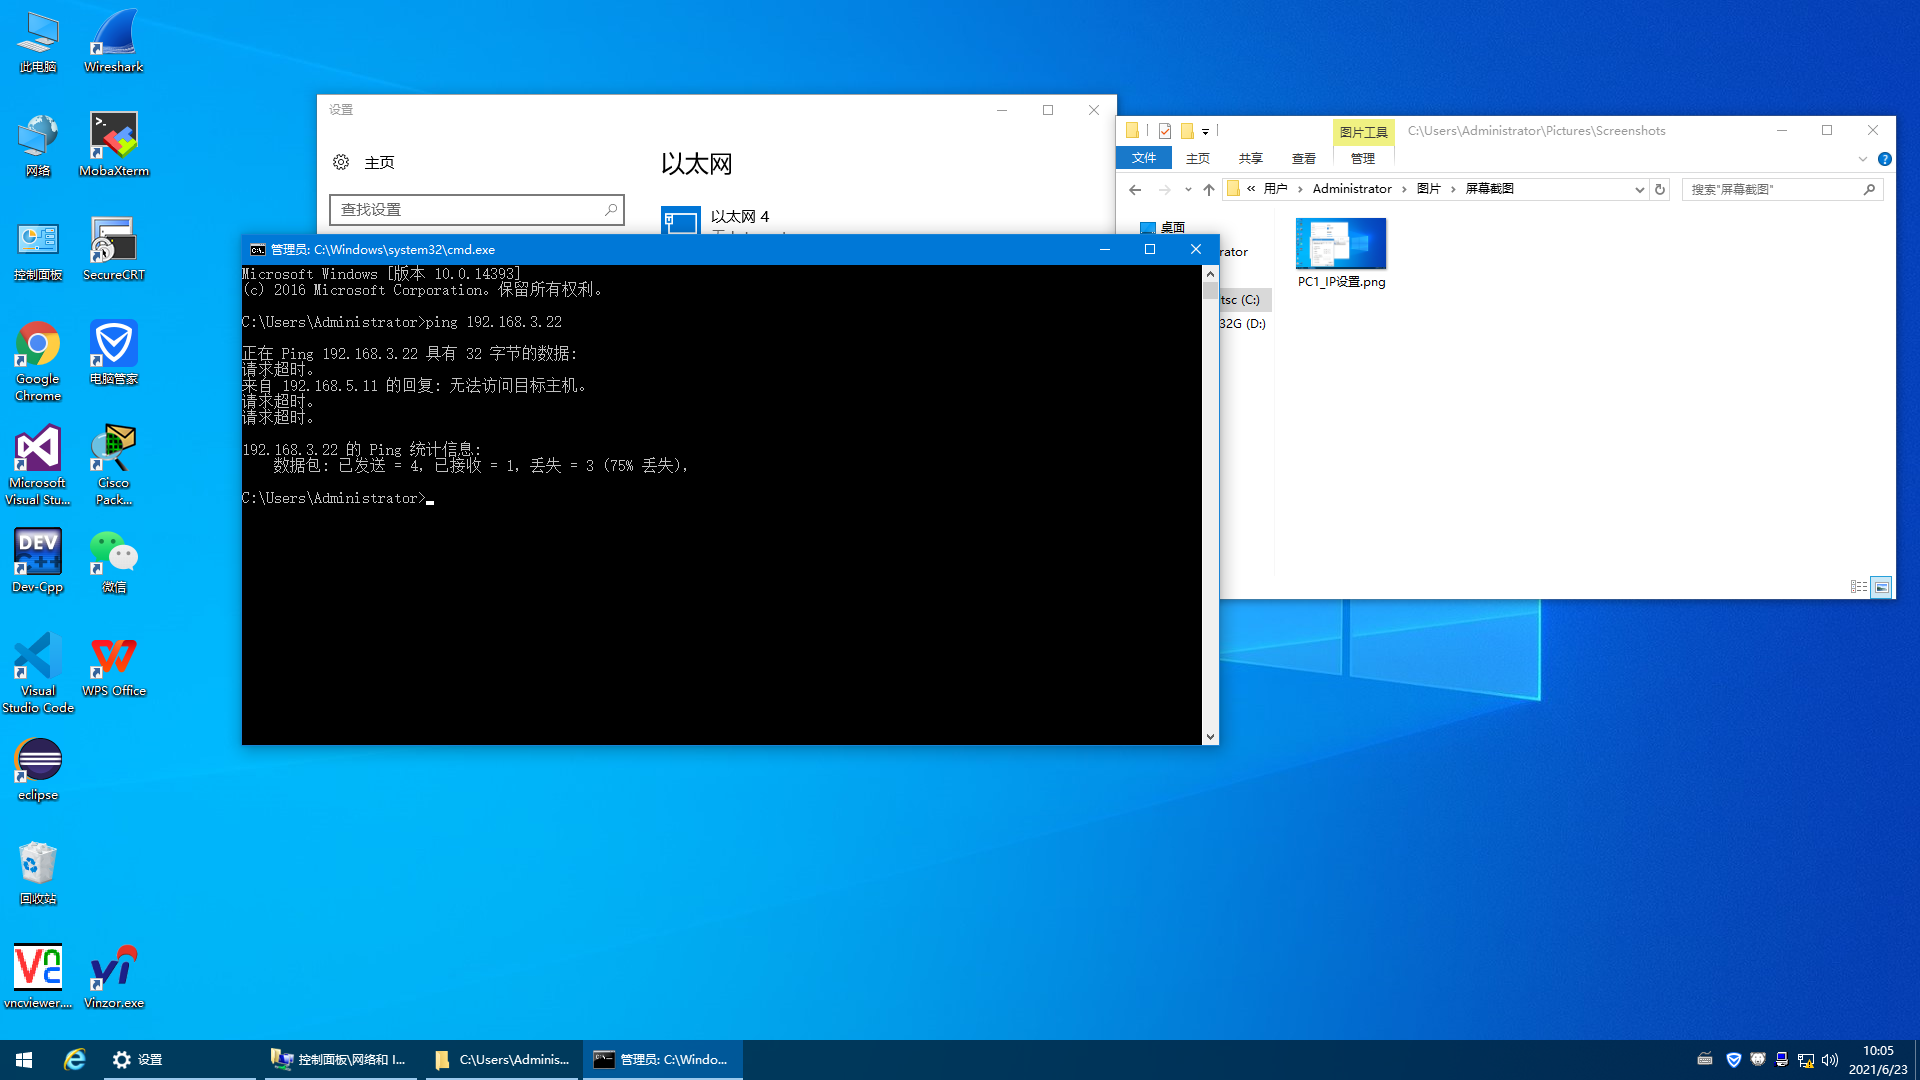 此电脑
Wireshark
网络
MobaXterm
控制面板
SecureCRT
Google
Chrome
电脑管家
Microsoft
Visual Stu...
Cisco
Pack...
Dev-Cpp
微信
Visual
Studio Code
WPS Office
eclipse
回收站
vncviewer....
Vinzor.exe
设置
主页
查找设置
以太网
以太网 4
管理员: C:\Windows\system32\cmd.exe
Microsoft Windows [版本 10.0.14393]
(c) 2016 Microsoft Corporation。保留所有权利。
C:\Users\Administrator>ping 192.168.3.22
正在 Ping 192.168.3.22 具有 32 字节的数据:
请求超时。
来自 192.168.5.11 的回复: 无法访问目标主机。
请求超时。
请求超时。
192.168.3.22 的 Ping 统计信息:
数据包: 已发送 = 4，已接收 = 1，丢失 = 3 (75% 丢失)，
C:\Users\Administrator>
图片工具
C:\Users\Administrator\Pictures\Screenshots
文件 主页 共享 查看 管理
« 用户 › Administrator › 图片 › 屏幕截图
搜索"屏幕截图"
桌面
rator
tsc (C:)
32G (D:)
PC1_IP设置.png
设置
控制面板\网络和 I...
C:\Users\Adminis...
管理员: C:\Windo...
10:05
2021/6/23